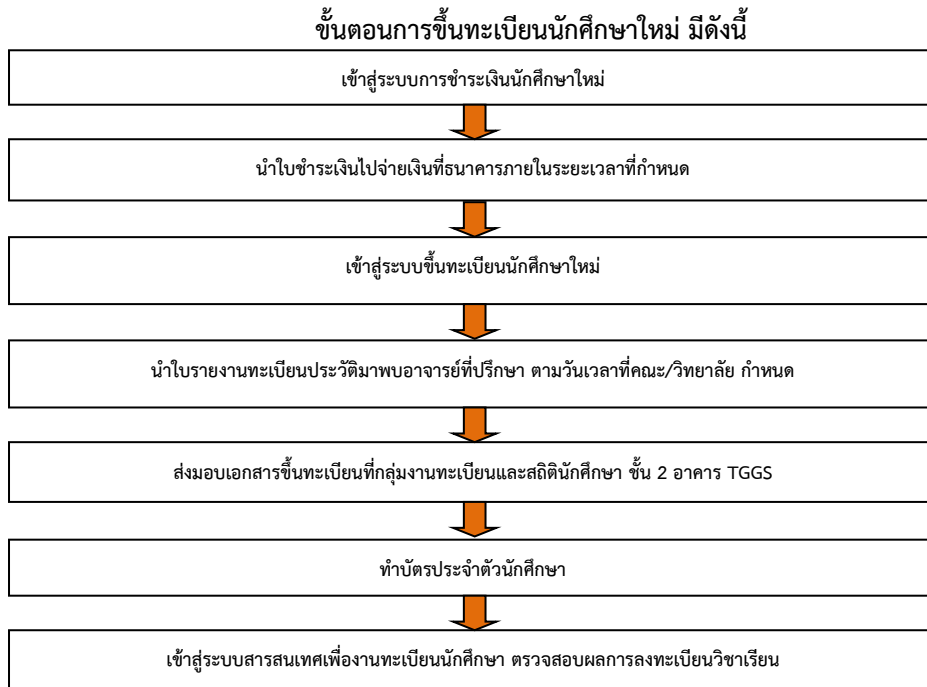 ขั้นตอนการขึ้นทะเบียนนักศึกษาใหม่ มีดังนี้
เข้าสู่ระบบการชำระเงินนักศึกษาใหม่
นำใบชำระเงินไปจ่ายเงินที่ธนาคารภายในระยะเวลาที่กำหนด
เข้าสู่ระบบขึ้นทะเบียนนักศึกษาใหม่
นำใบรายงานทะเบียนประวัติมาพบอาจารย์ที่ปรึกษา ตามวันเวลาที่คณะ/วิทยาลัย กำหนด
ส่งมอบเอกสารขึ้นทะเบียนที่กลุ่มงานทะเบียนและสถิตินักศึกษา ชั้น 2 อาคาร TGGS
ทำบัตรประจำตัวนักศึกษา
เข้าสู่ระบบสารสนเทศเพื่องานทะเบียนนักศึกษา ตรวจสอบผลการลงทะเบียนวิชาเรียน